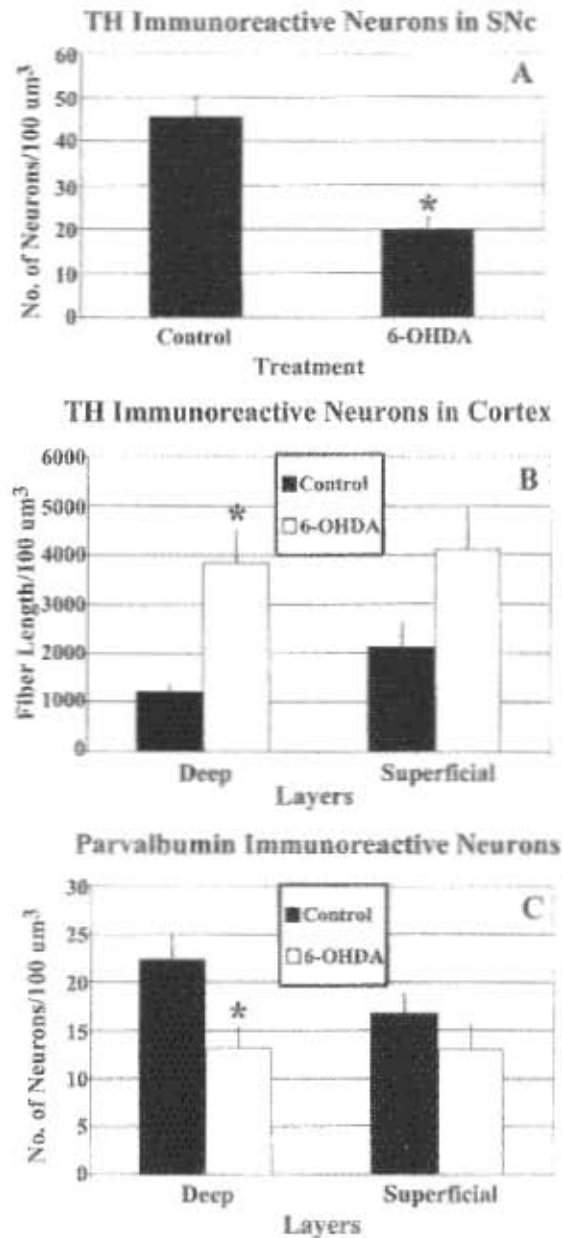 TH Immunoreactive Neurons in SNc
A
No. of Neurons/100 um³
60
50
40
30
20
10
0
*
Control
6-OHDA
Treatment
TH Immunoreactive Neurons in Cortex
B
Fiber Length/100 um³
6000
5000
4000
3000
2000
1000
0
Control
6-OHDA
*
Deep
Superficial
Layers
Parvalbumin Immunoreactive Neurons
C
No. of Neurons/100 um³
30
25
20
15
10
5
0
Control
6-OHDA
*
Deep
Superficial
Layers